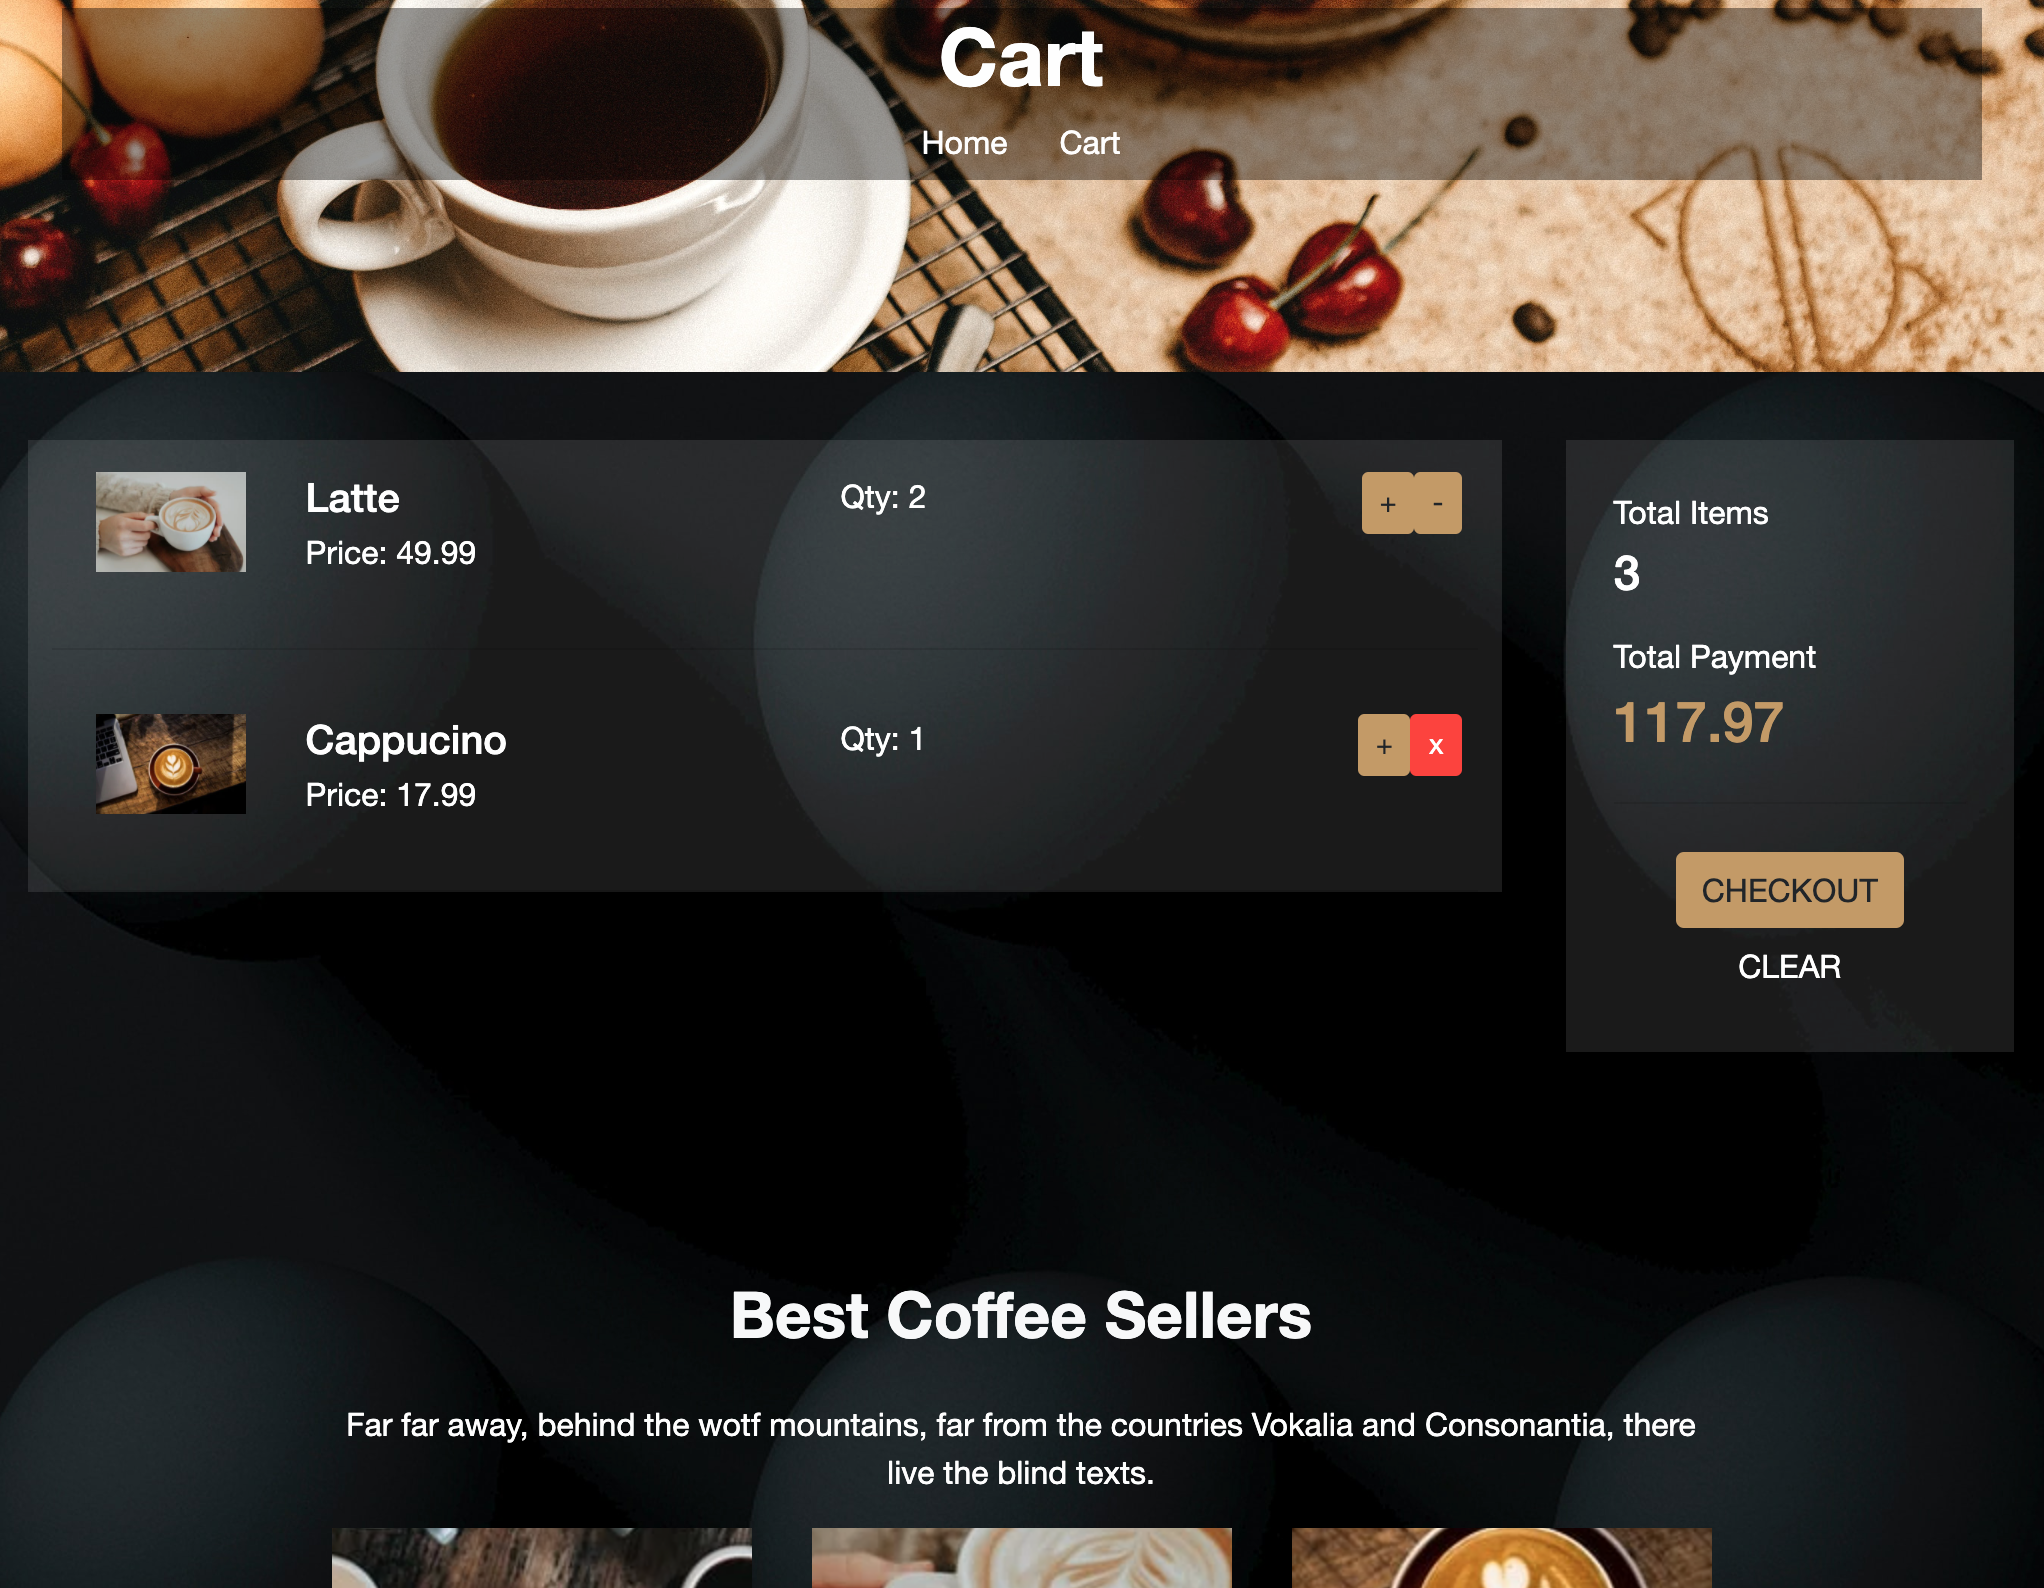 Cart
Home Cart
Latte
Price: 49.99
Qty: 2
+ -
Cappucino
Price: 17.99
Qty: 1
+ x
Total Items
3
Total Payment
117.97
CHECKOUT
CLEAR
Best Coffee Sellers
Far far away, behind the wotf mountains, far from the countries Vokalia and Consonantia, there
live the blind texts.